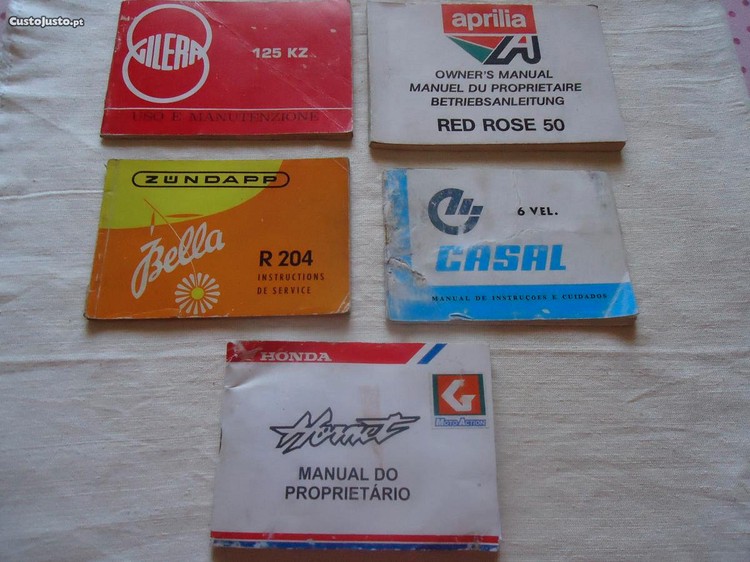 CustoJusto.pt
GILERA
125 KZ
USO E MANUTENZIONE
aprilia
OWNER'S MANUAL
MANUEL DU PROPRIETAIRE
BETRIEBSANLEITUNG
RED ROSE 50
ZÜNDAPP
Bella
R 204
INSTRUCTIONS
DE SERVICE
6 VEL.
CASAL
MANUAL DE INSTRUÇÕES E CUIDADOS
HONDA
G
MOTO-ACTION
Hornet
MANUAL DO
PROPRIETÁRIO